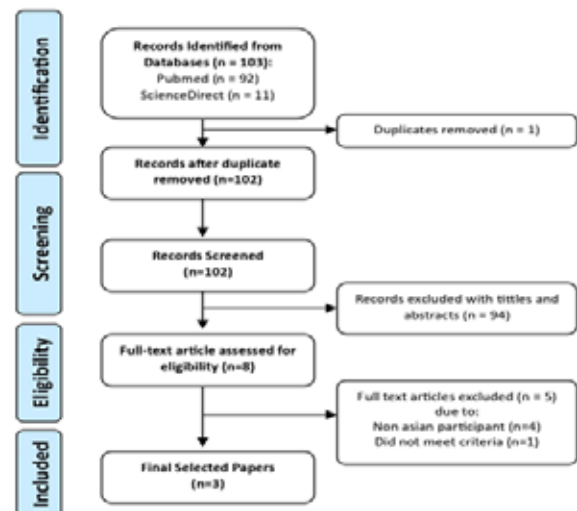 Identification
Records Identified from
Databases (n = 103):
Pubmed (n = 92)
ScienceDirect (n = 11)
Duplicates removed (n = 1)
Records after duplicate
removed (n=102)
Screening
Records Screened
(n=102)
Records excluded with tittles and
abstracts (n = 94)
Eligibility
Full-text article assessed for
eligibility (n=8)
Full text articles excluded (n = 5)
due to:
Non asian participant (n=4)
Did not meet criteria (n=1)
Included
Final Selected Papers
(n=3)